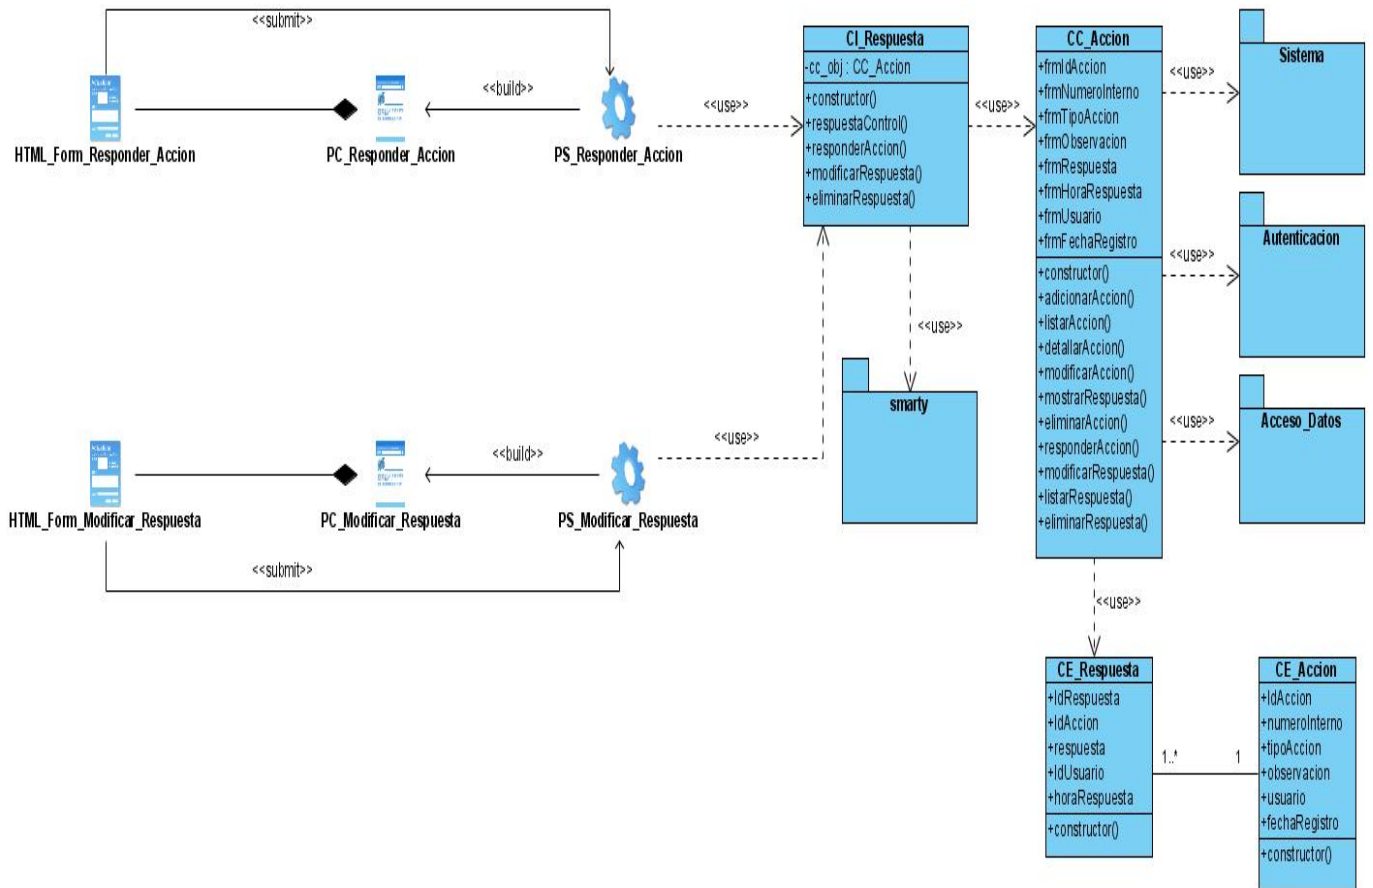 <<submit>>
<<build>>
HTML_Form_Responder_Accion
PC_Responder_Accion
PS_Responder_Accion
<<use>>
CI_Respuesta
-cc_obj : CC_Accion
+constructor()
+respuestaControl()
+responderAccion()
+modificarRespuesta()
+eliminarRespuesta()
<<use>>
CC_Accion
+frmIdAccion
+frmNumeroInterno
+frmTipoAccion
+frmObservacion
+frmRespuesta
+frmHoraRespuesta
+frmUsuario
+frmFechaRegistro
+constructor()
+adicionarAccion()
+listarAccion()
+detallarAccion()
+modificarAccion()
+mostrarRespuesta()
+eliminarAccion()
+responderAccion()
+modificarRespuesta()
+listarRespuesta()
+eliminarRespuesta()
<<use>>
Sistema
<<use>>
Autenticacion
<<use>>
Acceso_Datos
<<use>>
smarty
<<build>>
<<use>>
HTML_Form_Modificar_Respuesta
PC_Modificar_Respuesta
PS_Modificar_Respuesta
<<submit>>
<<use>>
CE_Respuesta
+IdRespuesta
+IdAccion
+respuesta
+IdUsuario
+horaRespuesta
+constructor()
1..*
1
CE_Accion
+IdAccion
+numeroInterno
+tipoAccion
+observacion
+usuario
+fechaRegistro
+constructor()